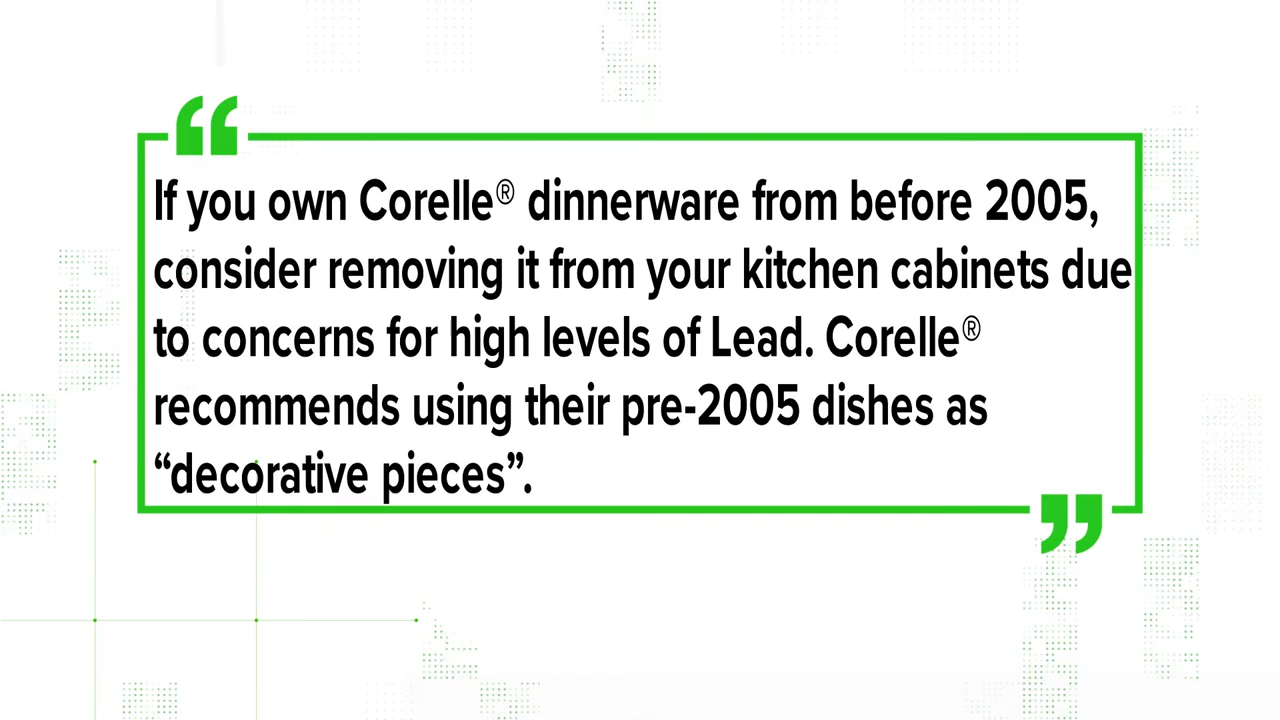 If you own Corelle® dinnerware from before 2005,
consider removing it from your kitchen cabinets due
to concerns for high levels of Lead. Corelle®
recommends using their pre-2005 dishes as
“decorative pieces”.